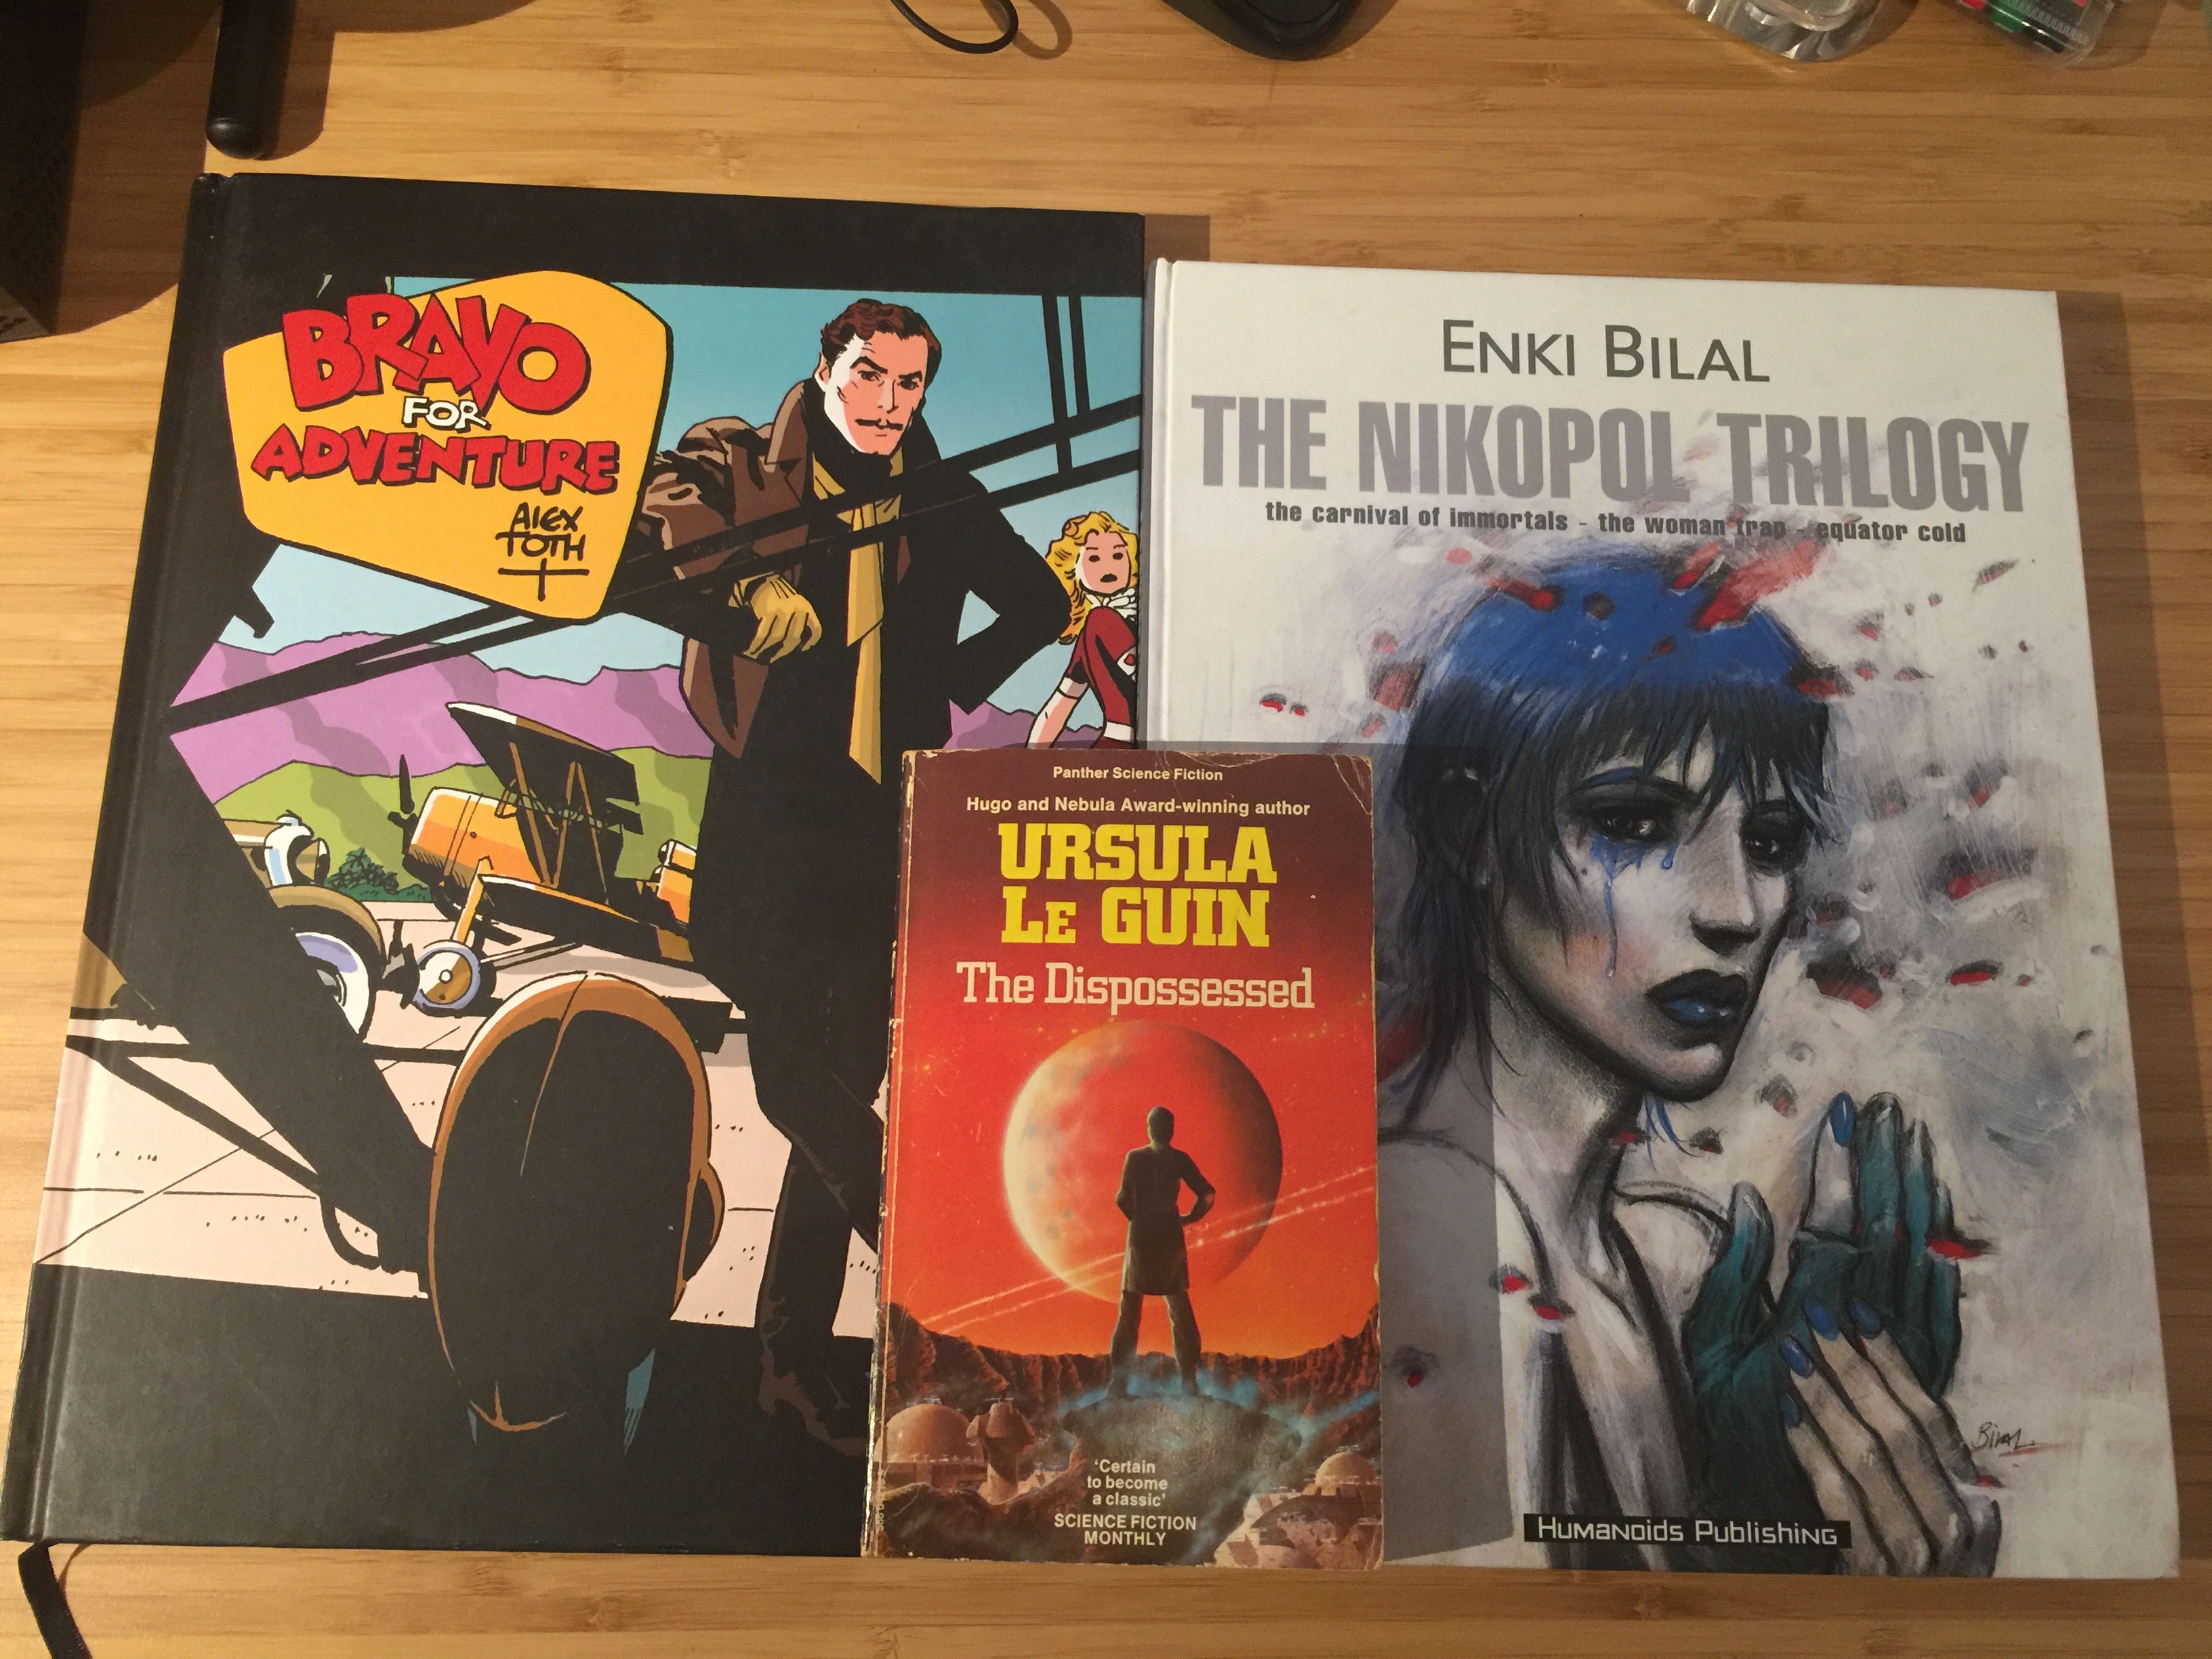 BRAVO
FOR
ADVENTURE
ALEX
TOTH
ENKI BILAL
THE NIKOPOL TRILOGY
the carnival of immortals - the woman trap - equator cold
Bilal.
HUMANOIDS PUBLISHING
Panther Science Fiction
Hugo and Nebula Award-winning author
URSULA
LE GUIN
The Dispossessed
'Certain
to become
a classic'
SCIENCE FICTION
MONTHLY